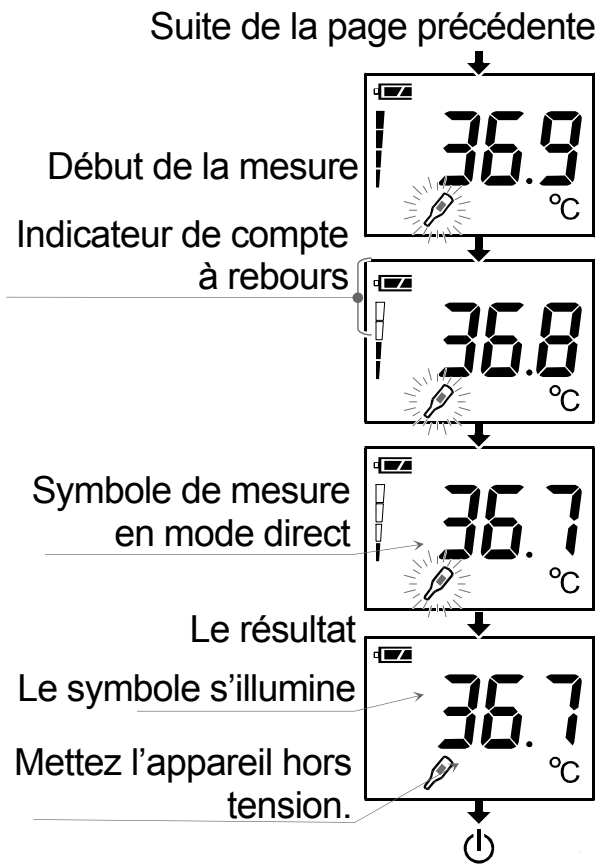 Suite de la page précédente
36.9
Début de la mesure
°C
Indicateur de compte
à rebours
36.8
°C
Symbole de mesure
en mode direct
36.7
°C
Le résultat
Le symbole s’illumine
36.7
Mettez l’appareil hors
tension.
°C